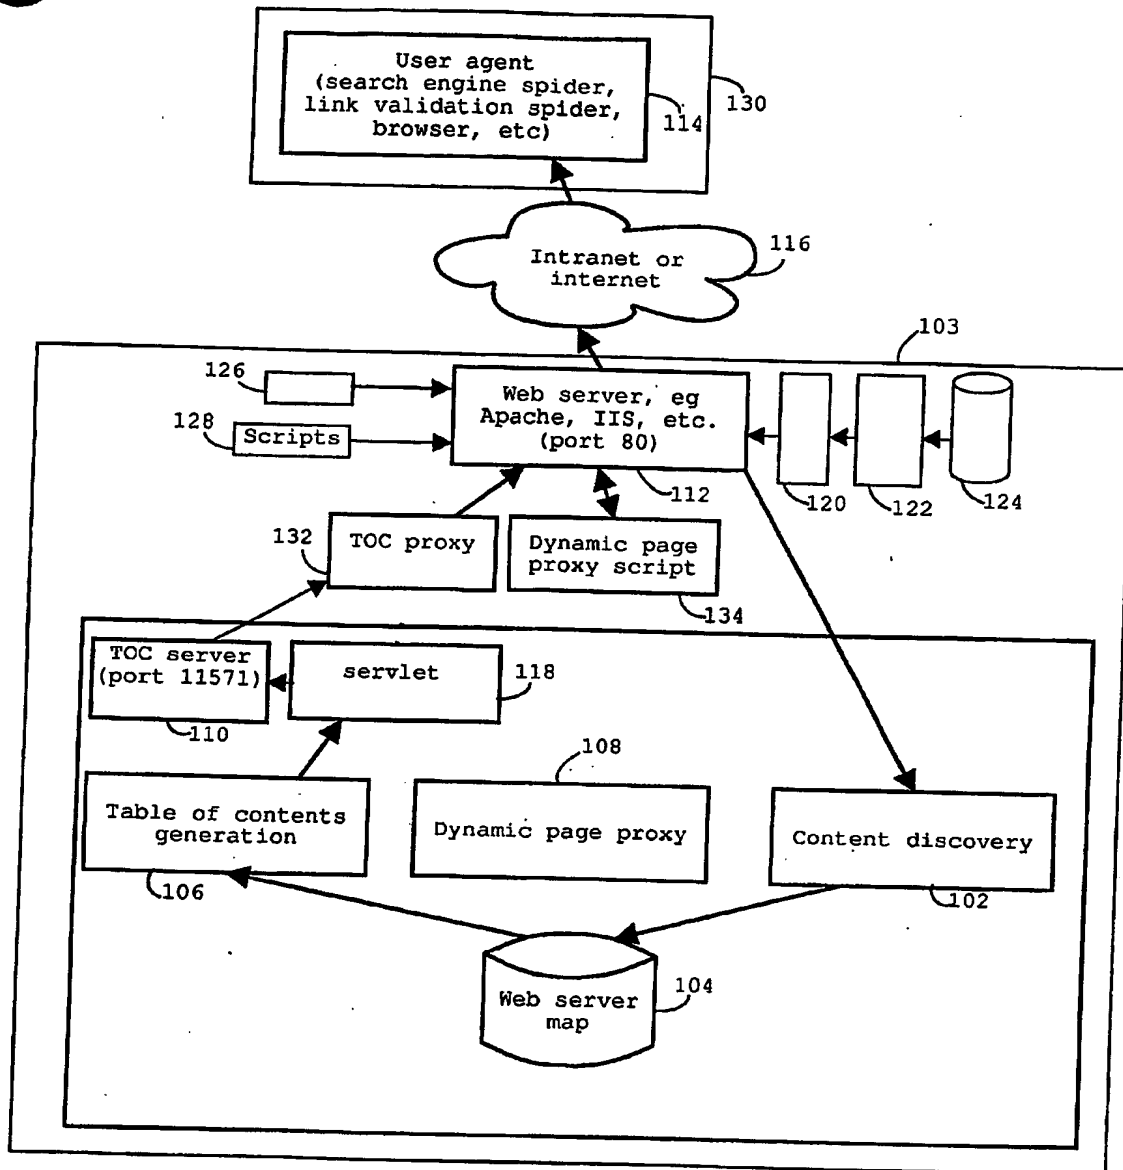 User agent
(search engine spider,
link validation spider,
browser, etc)
114
130
Intranet or
internet
116
103
126
128
Scripts
Web server, eg
Apache, IIS, etc.
(port 80)
112
120
122
124
132
TOC proxy
Dynamic page
proxy script
134
TOC server
(port 11571)
110
servlet
118
108
Table of contents
generation
106
Dynamic page proxy
Content discovery
102
Web server
map
104